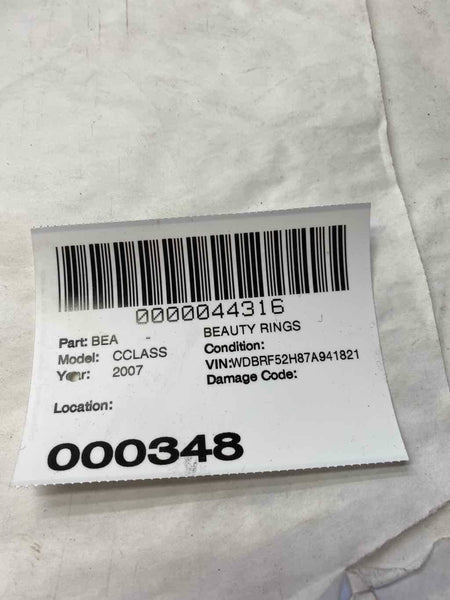 0000044316
Part: BEA -
BEAUTY RINGS
Model: CCLASS
Condition:
Year: 2007
VIN:WDBRF52H87A941821
Damage Code:
Location:
000348